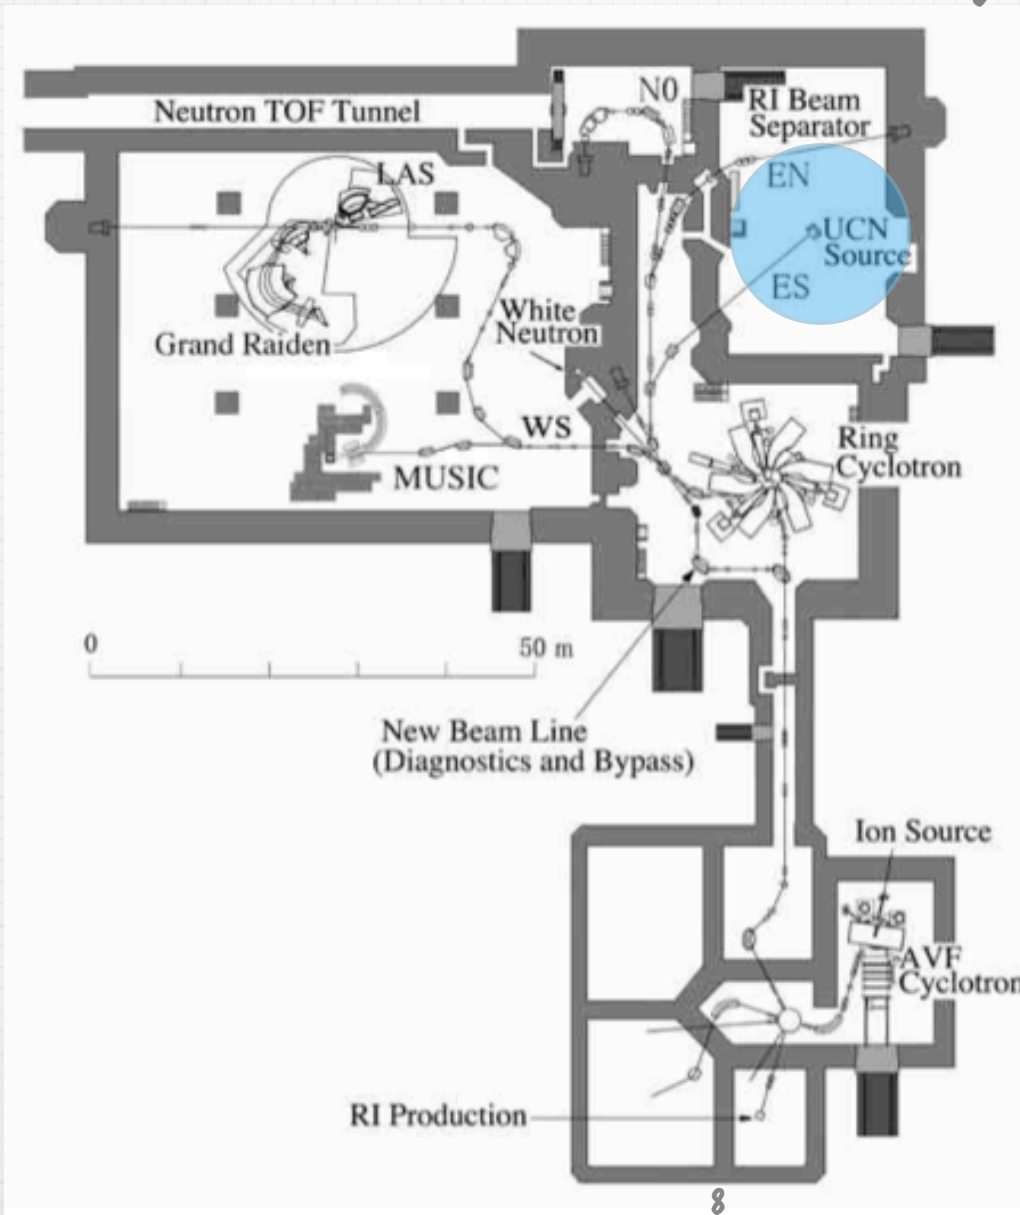 N0
Neutron TOF Tunnel
RI Beam
Separator
LAS
EN
UCN
Source
ES
White
Neutron
Grand Raiden
WS
Ring
Cyclotron
MUSIC
0
50 m
New Beam Line
(Diagnostics and Bypass)
Ion Source
AVF
Cyclotron
RI Production
8